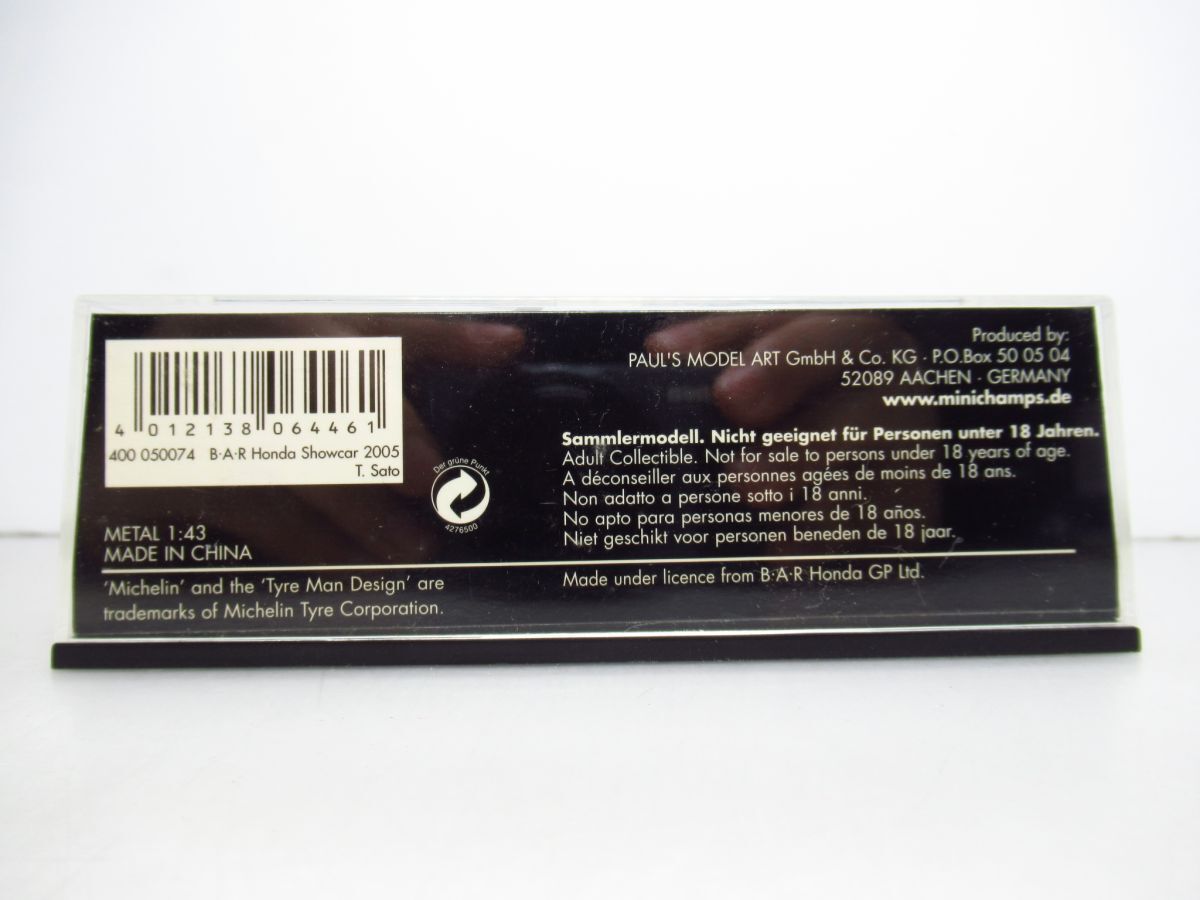 4 012138 064461
400 050074 B·A·R Honda Showcar 2005
T. Sato
METAL 1:43
MADE IN CHINA
'Michelin' and the 'Tyre Man Design' are
trademarks of Michelin Tyre Corporation.
Der grüne Punkt
4276500
Produced by:
PAUL'S MODEL ART GmbH & Co. KG · P.O.Box 50 05 04
52089 AACHEN · GERMANY
www.minichamps.de
Sammlermodell. Nicht geeignet für Personen unter 18 Jahren.
Adult Collectible. Not for sale to persons under 18 years of age.
A déconseiller aux personnes agées de moins de 18 ans.
Non adatto a persone sotto i 18 anni.
No apto para personas menores de 18 años.
Niet geschikt voor personen beneden de 18 jaar.
Made under licence from B·A·R Honda GP Ltd.